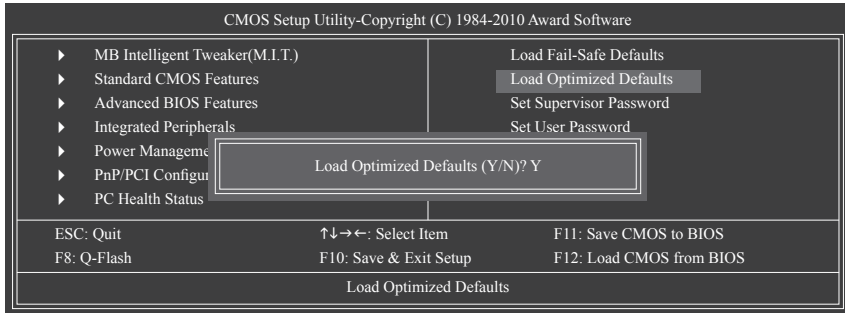 CMOS Setup Utility-Copyright (C) 1984-2010 Award Software
MB Intelligent Tweaker(M.I.T.)
Standard CMOS Features
Advanced BIOS Features
Integrated Peripherals
Power Manageme
PnP/PCI Configur
PC Health Status
Load Fail-Safe Defaults
Load Optimized Defaults
Set Supervisor Password
Set User Password
Load Optimized Defaults (Y/N)? Y
ESC: Quit ↑↓→←: Select Item F11: Save CMOS to BIOS
F8: Q-Flash F10: Save & Exit Setup F12: Load CMOS from BIOS
Load Optimized Defaults